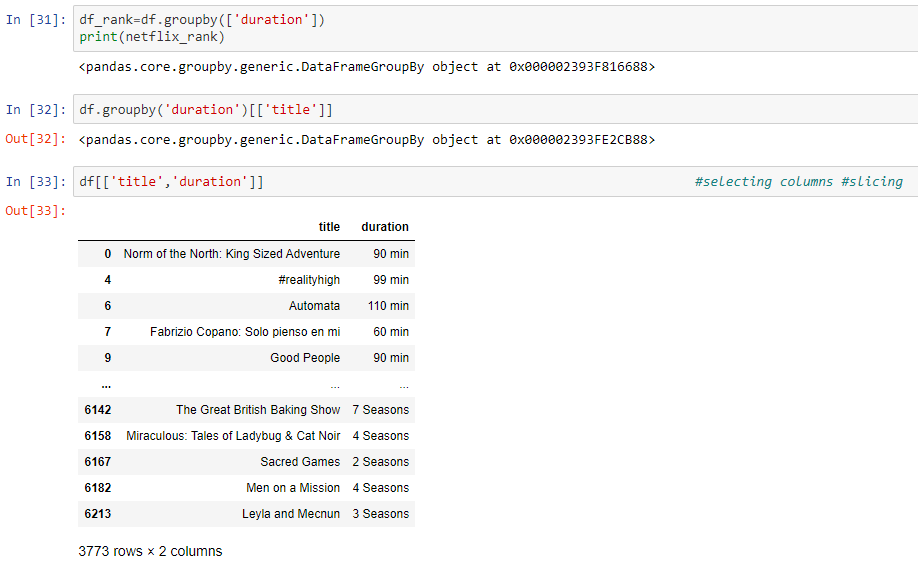 In [31]: df_rank=df.groupby(['duration'])
print(netflix_rank)
<pandas.core.groupby.generic.DataFrameGroupBy object at 0x000002393F816688>
In [32]: df.groupby('duration')[['title']]
Out[32]: <pandas.core.groupby.generic.DataFrameGroupBy object at 0x000002393FE2CB88>
In [33]: df[['title','duration']] #selecting columns #slicing
Out[33]:
title duration
0 Norm of the North: King Sized Adventure 90 min
4 #realityhigh 99 min
6 Automata 110 min
7 Fabrizio Copano: Solo pienso en mi 60 min
9 Good People 90 min
... ... ...
6142 The Great British Baking Show 7 Seasons
6158 Miraculous: Tales of Ladybug & Cat Noir 4 Seasons
6167 Sacred Games 2 Seasons
6182 Men on a Mission 4 Seasons
6213 Leyla and Mecnun 3 Seasons
3773 rows × 2 columns